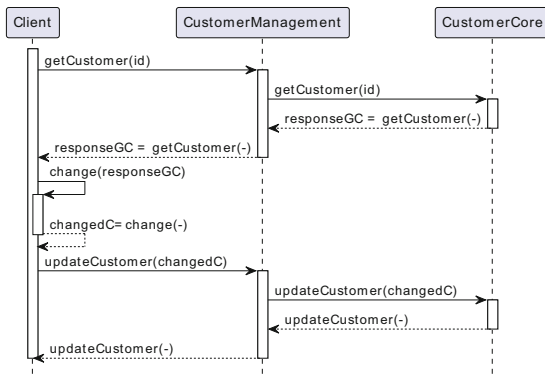 Client CustomerManagement CustomerCore
getCustomer(id)
getCustomer(id)
responseGC = getCustomer(-)
responseGC = getCustomer(-)
change(responseGC)
changedC= change(-)
updateCustomer(changedC)
updateCustomer(changedC)
updateCustomer(-)
updateCustomer(-)